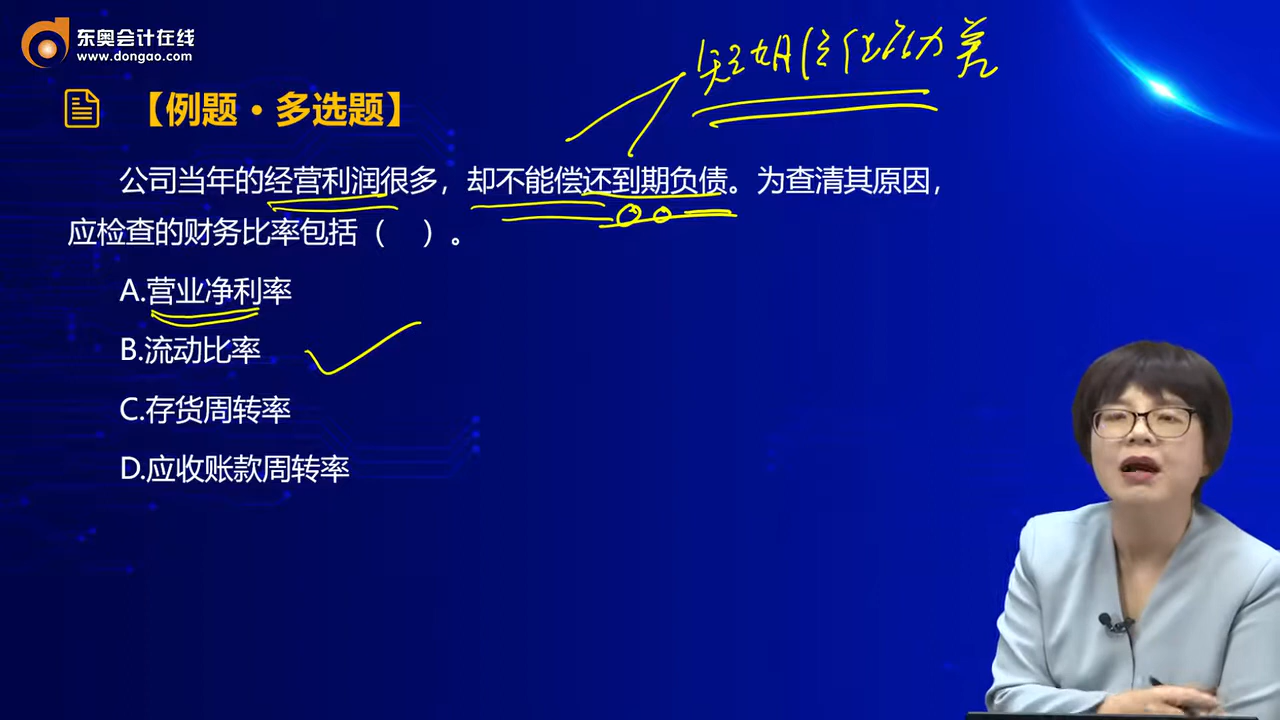 东奥会计在线
www.dongao.com
短期偿债能力差
【例题·多选题】
公司当年的经营利润很多，却不能偿还到期负债。为查清其原因，
应检查的财务比率包括（ ）。
A.营业净利率
B.流动比率
C.存货周转率
D.应收账款周转率